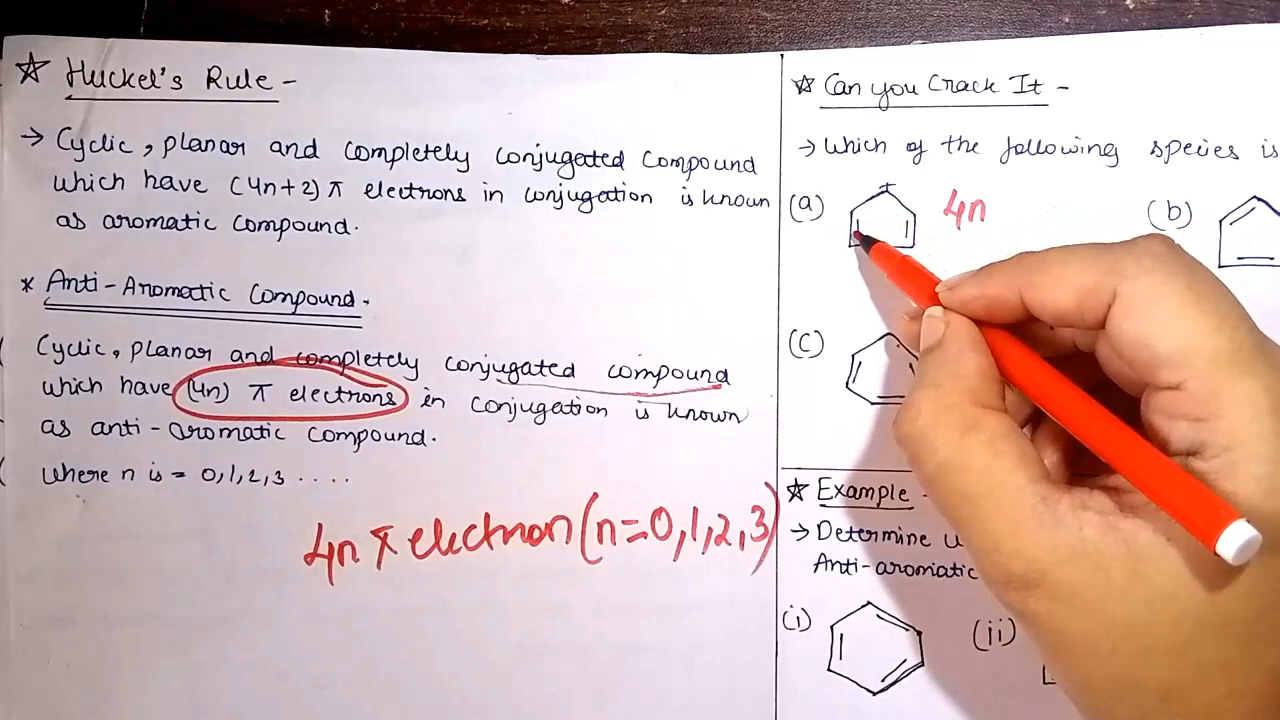 ☆ Huckel's Rule -
→ Cyclic, planar and completely conjugated compound
which have (4n+2) π electrons in conjugation is known
as aromatic compound.
* Anti-Aromatic Compound.
Cyclic, planar and completely conjugated compound
which have (4n) π electrons in conjugation is known
as anti-aromatic compound.
Where n is = 0,1,2,3 ....
4n π electron (n=0,1,2,3)
☆ Can you Crack It -
→ Which of the following species is
(a) + 4n (b)
(c)
☆ Example -
→ Determine
Anti-aromatic
(i) (ii)